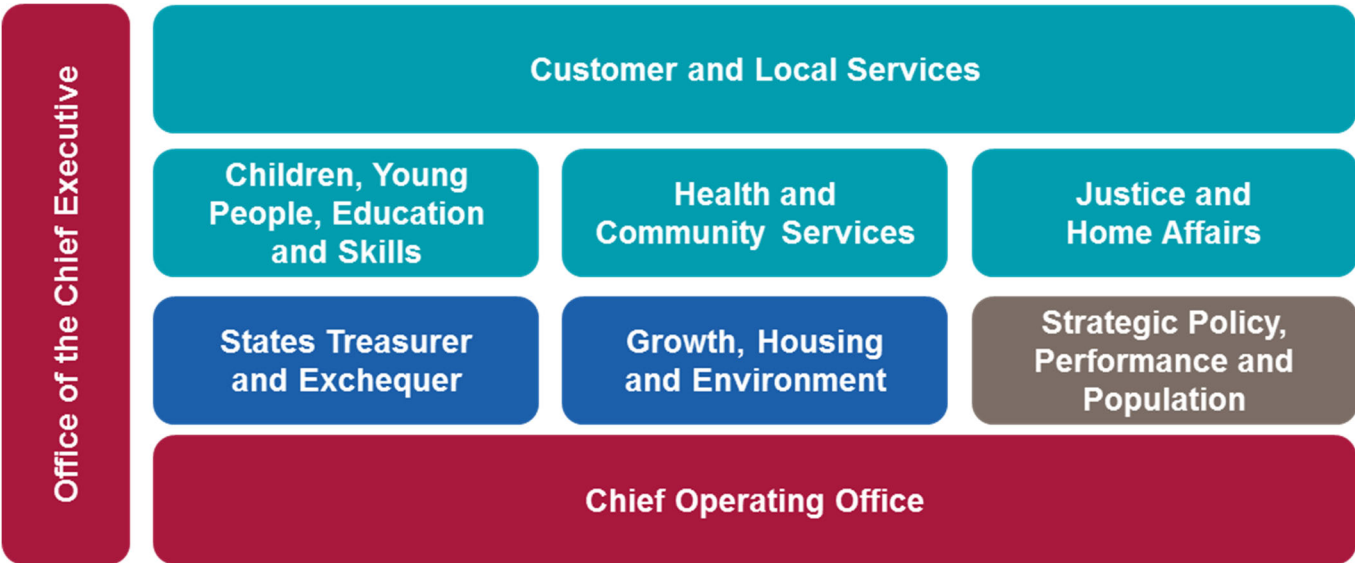 Office of the Chief Executive
Customer and Local Services
Children, Young
People, Education
and Skills
Health and
Community Services
Justice and
Home Affairs
States Treasurer
and Exchequer
Growth, Housing
and Environment
Strategic Policy,
Performance and
Population
Chief Operating Office